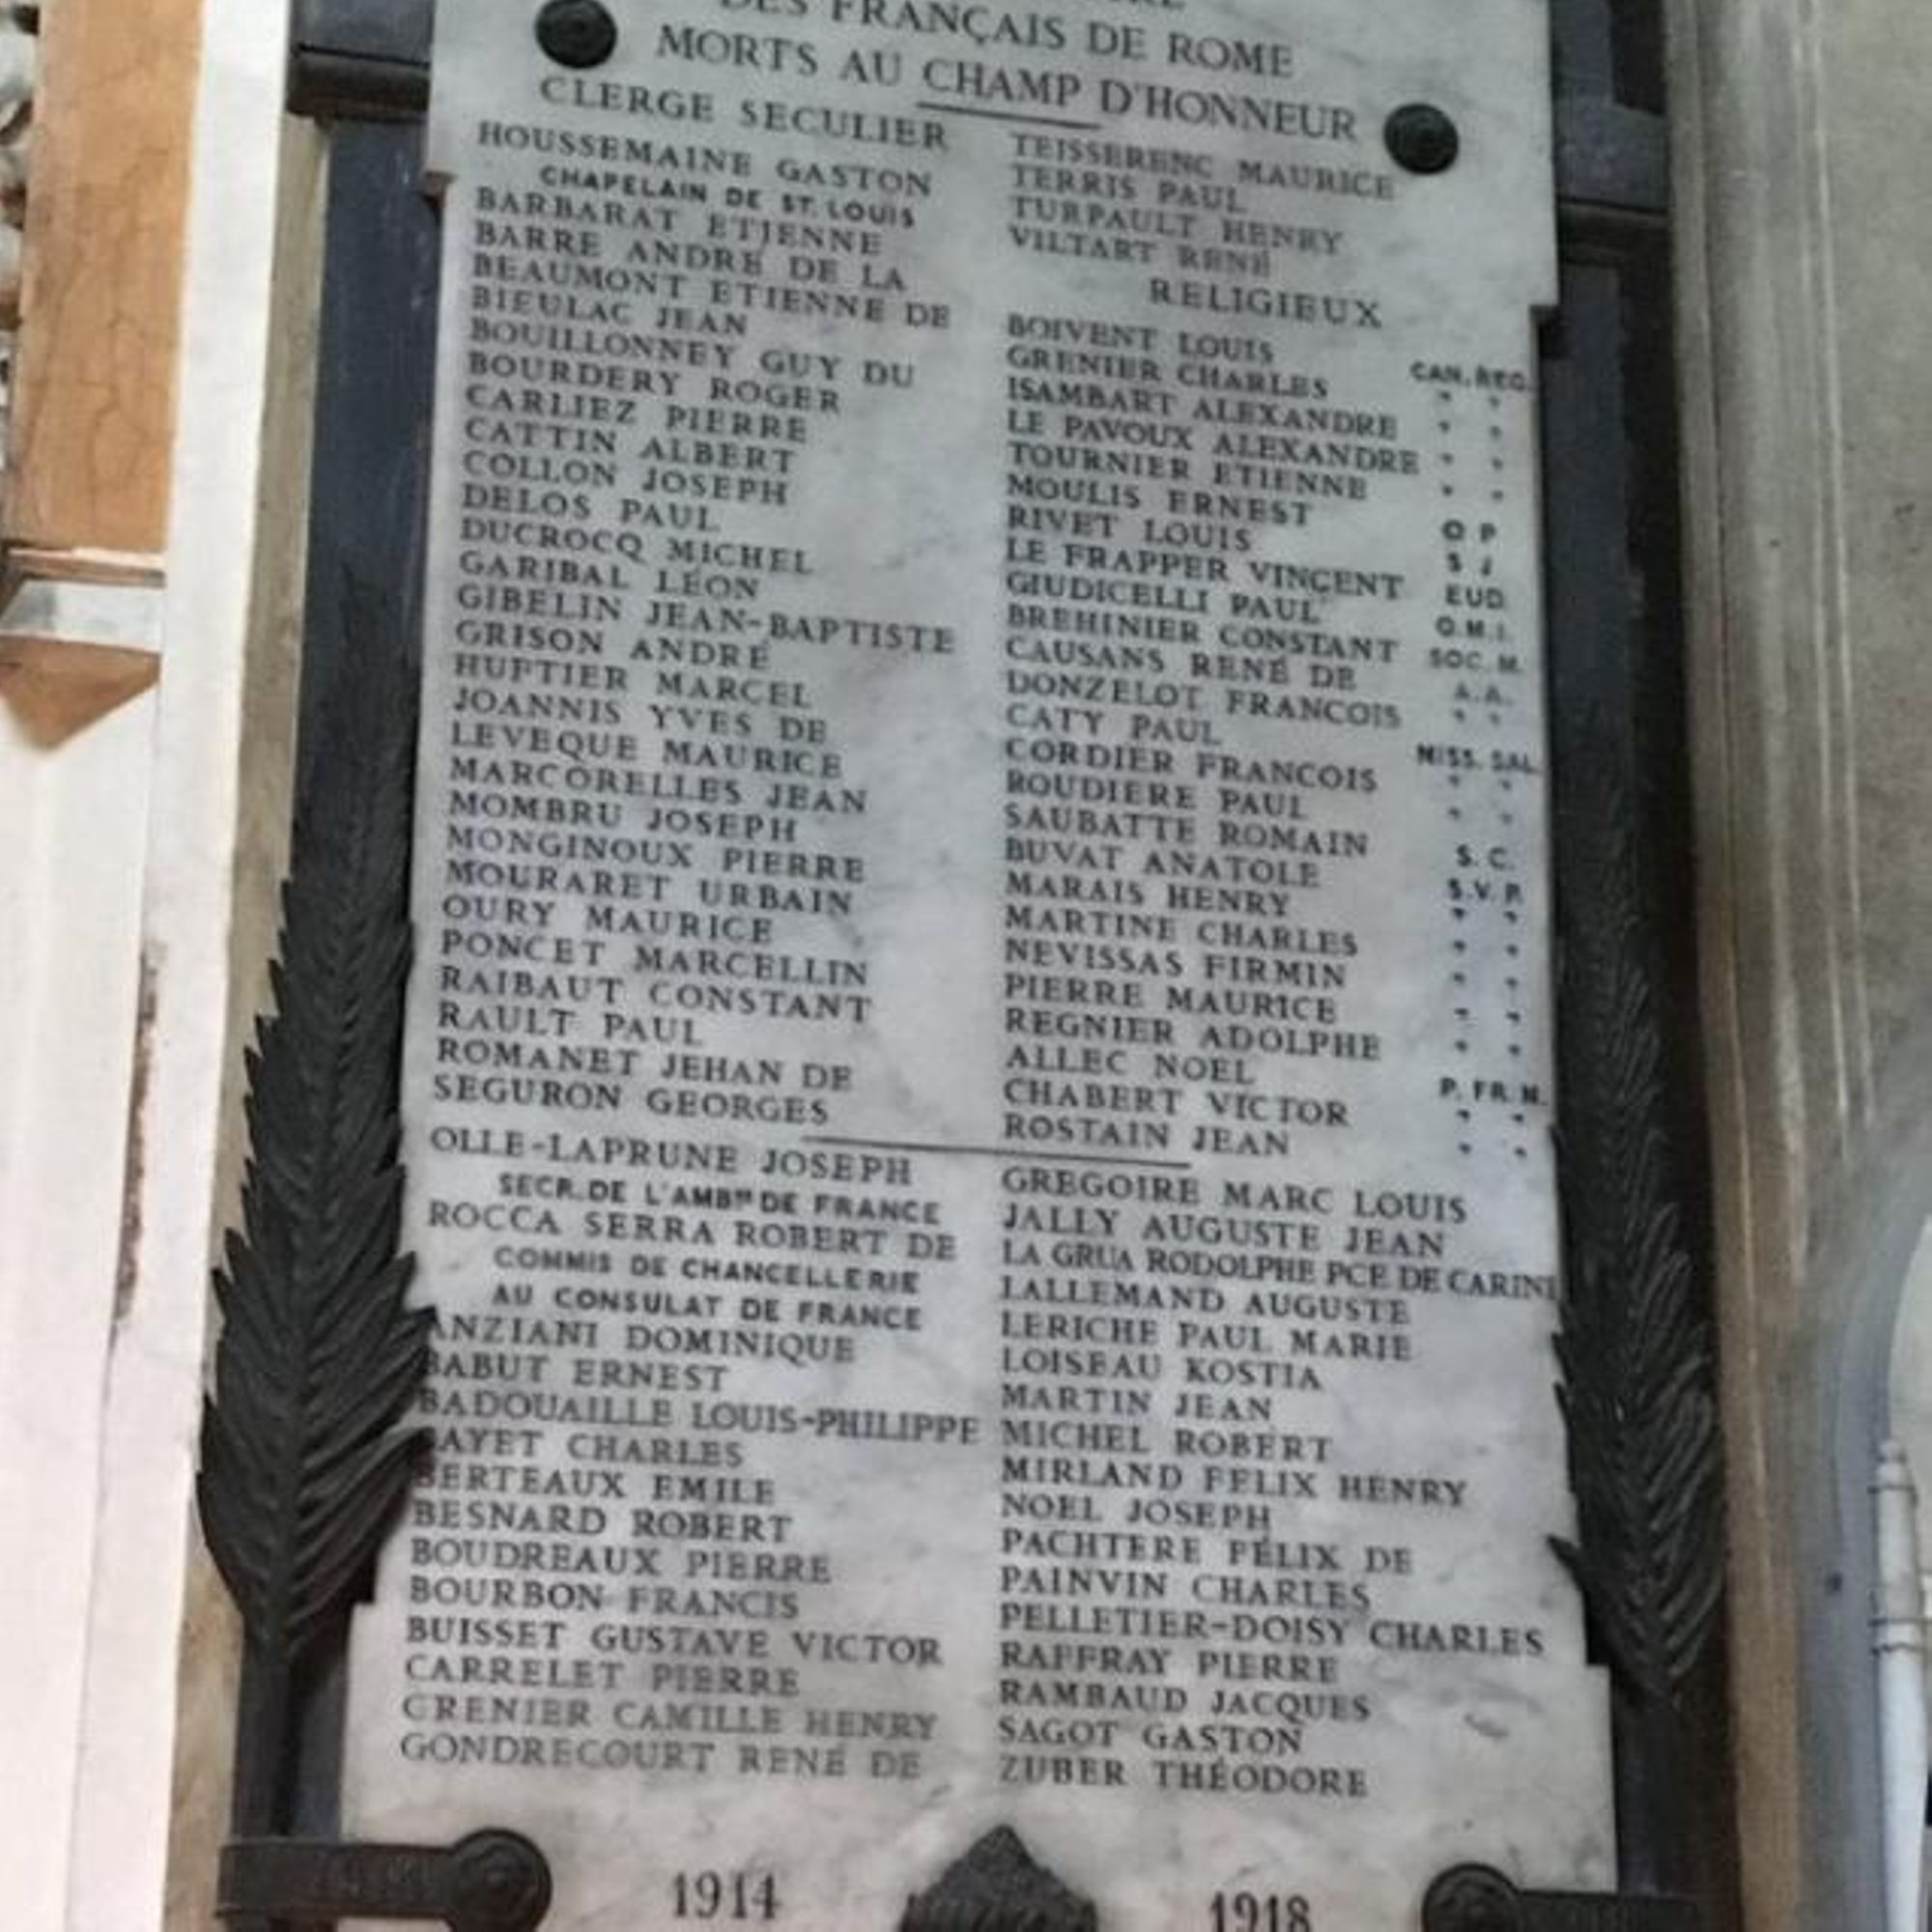 DES FRANÇAIS DE ROME
MORTS AU CHAMP D'HONNEUR
CLERGE SECULIER
HOUSSEMAINE GASTON
CHAPELAIN DE ST. LOUIS
BARBARAT ETIENNE
BARRE ANDRÉ DE LA
BEAUMONT ETIENNE DE
BIEULAC JEAN
BOUILLONNEY GUY DU
BOURDERY ROGER
CARLIEZ PIERRE
CATTIN ALBERT
COLLON JOSEPH
DELOS PAUL
DUCROCQ MICHEL
GARIBAL LÉON
GIBELIN JEAN-BAPTISTE
GRISON ANDRÉ
HUFTIER MARCEL
JOANNIS YVES DE
LEVEQUE MAURICE
MARCORELLES JEAN
MOMBRU JOSEPH
MONGINOUX PIERRE
MOURARET URBAIN
OURY MAURICE
PONCET MARCELLIN
RAIBAUT CONSTANT
RAULT PAUL
ROMANET JEHAN DE
SEGURON GEORGES
TEISSERENC MAURICE
TERRIS PAUL
TURPAULT HENRY
VILTART RENÉ
RELIGIEUX
BOIVENT LOUIS CAN. REG.
GRENIER CHARLES " "
ISAMBART ALEXANDRE " "
LE PAVOUX ALEXANDRE " "
TOURNIER ETIENNE " "
MOULIS ERNEST O P
RIVET LOUIS S J
LE FRAPPER VINCENT EUD
GIUDICELLI PAUL O.M.I.
BREHINIER CONSTANT SOC. M.
CAUSANS RENÉ DE A.A.
DONZELOT FRANCOIS " "
CATY PAUL MISS. SAL.
CORDIER FRANCOIS " "
ROUDIERE PAUL " "
SAUBATTE ROMAIN S. C.
BUVAT ANATOLE S.V.P.
MARAIS HENRY " "
MARTINE CHARLES " "
NEVISSAS FIRMIN " "
PIERRE MAURICE " "
REGNIER ADOLPHE " "
ALLEC NOEL P. FR. M.
CHABERT VICTOR " "
ROSTAIN JEAN " "
OLLE-LAPRUNE JOSEPH
SECR. DE L'AMBDE DE FRANCE
ROCCA SERRA ROBERT DE
COMMIS DE CHANCELLERIE
AU CONSULAT DE FRANCE
ANZIANI DOMINIQUE
BABUT ERNEST
BADOUAILLE LOUIS-PHILIPPE
BAYET CHARLES
BERTEAUX EMILE
BESNARD ROBERT
BOUDREAUX PIERRE
BOURBON FRANCIS
BUISSET GUSTAVE VICTOR
CARRELET PIERRE
GRENIER CAMILLE HENRY
GONDRECOURT RENÉ DE
GREGOIRE MARC LOUIS
JALLY AUGUSTE JEAN
LA GRUA RODOLPHE PCE DE CARINI
LALLEMAND AUGUSTE
LERICHE PAUL MARIE
LOISEAU KOSTIA
MARTIN JEAN
MICHEL ROBERT
MIRLAND FELIX HENRY
NOEL JOSEPH
PACHTERE FÉLIX DE
PAINVIN CHARLES
PELLETIER-DOISY CHARLES
RAFFRAY PIERRE
RAMBAUD JACQUES
SAGOT GASTON
ZUBER THÉODORE
1914 1918